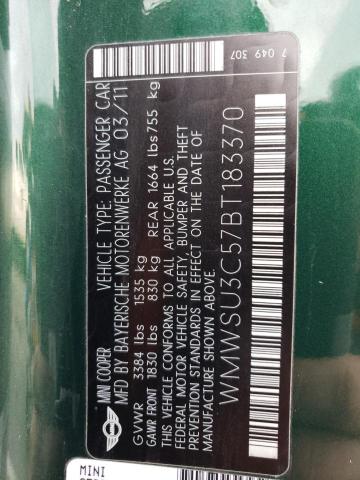 MINI COOPER VEHICLE TYPE: PASSENGER CAR
MFD BY BAYERISCHE MOTORENWERKE AG 03/11
GVWR 3384 lbs 1535 kg
GAWR FRONT 1830 lbs 830 kg REAR 1664 lbs 755 kg
THIS VEHICLE CONFORMS TO ALL APPLICABLE U.S.
FEDERAL MOTOR VEHICLE SAFETY, BUMPER AND THEFT
PREVENTION STANDARDS IN EFFECT ON THE DATE OF
MANUFACTURE SHOWN ABOVE.
WMWSU3C57BT183370
7 049 307
MINI